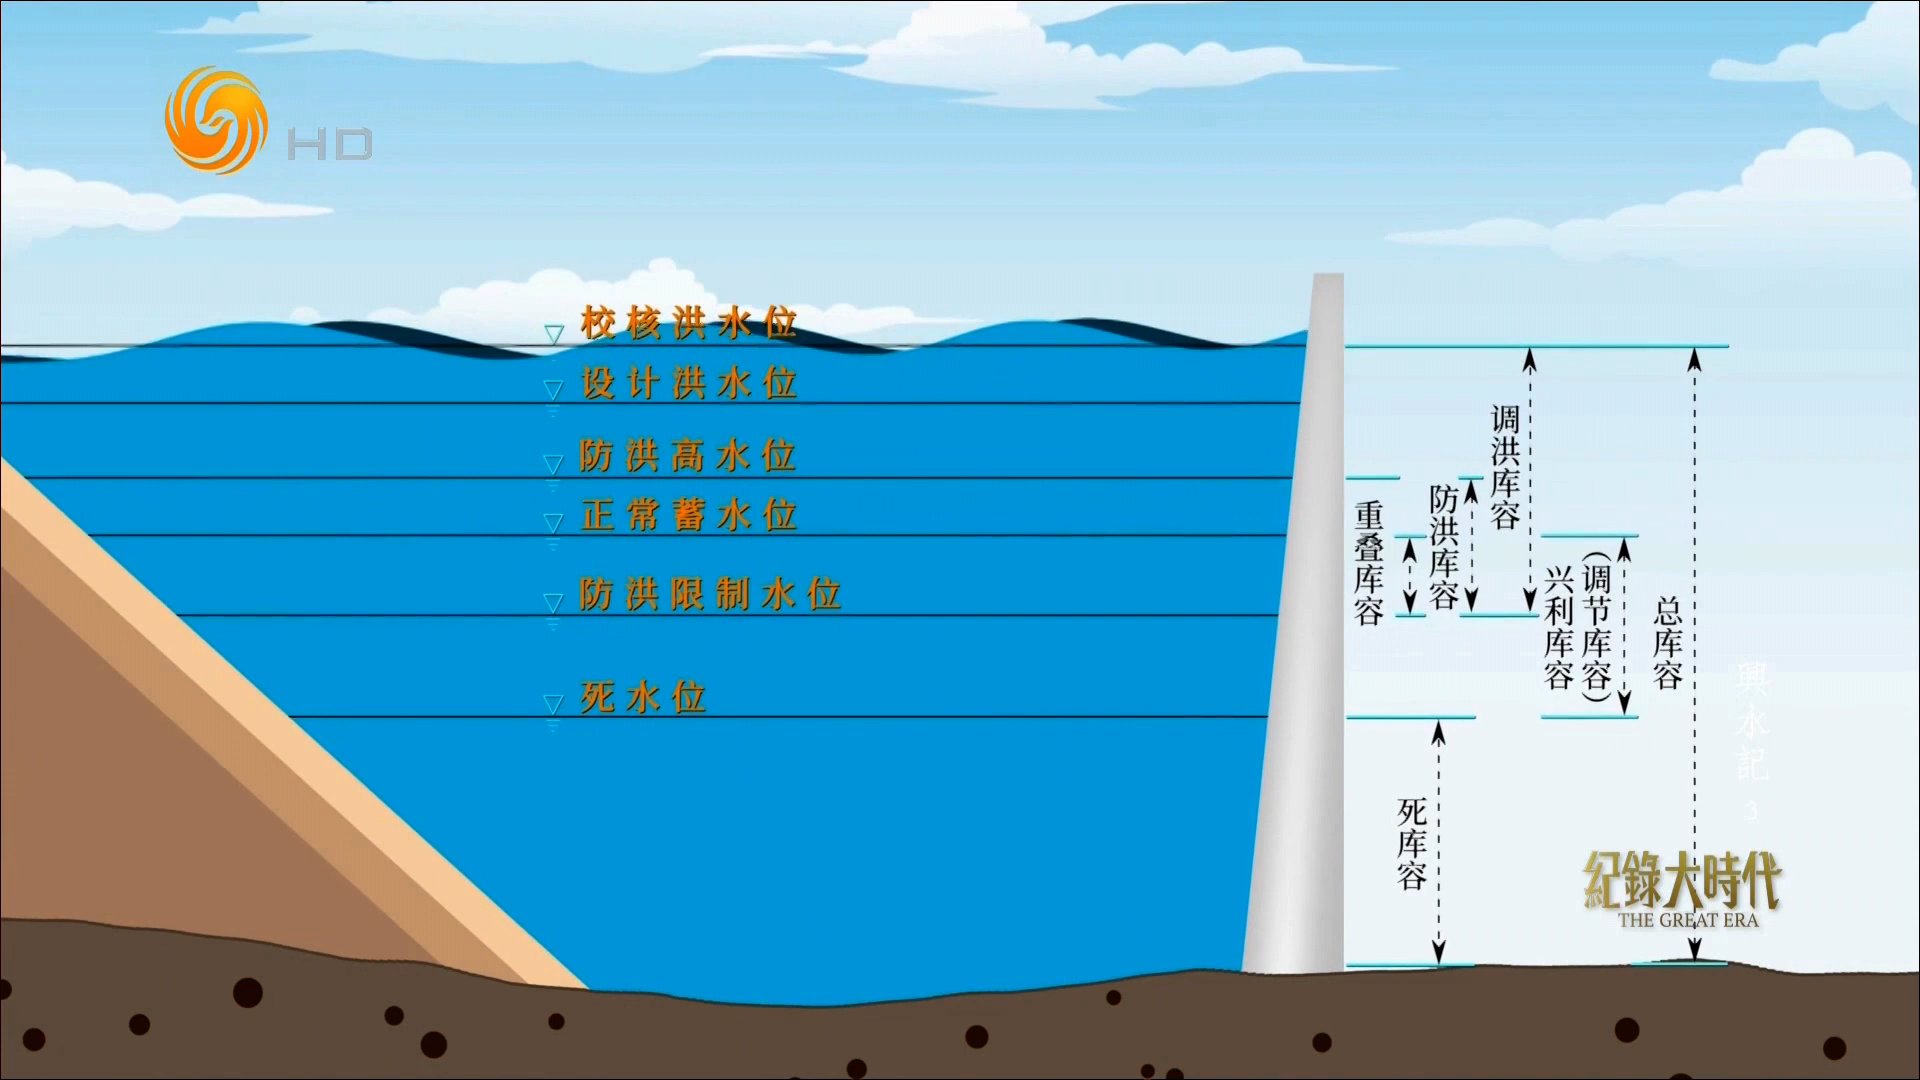 HD
校核洪水位
设计洪水位
防洪高水位
正常蓄水位
防洪限制水位
死水位
重叠库容
防洪库容
调洪库容
兴利库容
(调节库容)
总库容
死库容
興水記
3
紀錄大時代
THE GREAT ERA